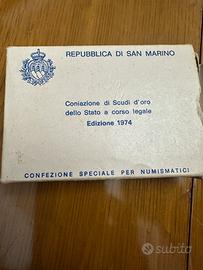 REPUBBLICA DI SAN MARINO
Coniazione di Scudi d'oro
dello Stato a corso legale
Edizione 1974
CONFEZIONE SPECIALE PER NUMISMATICI
subito